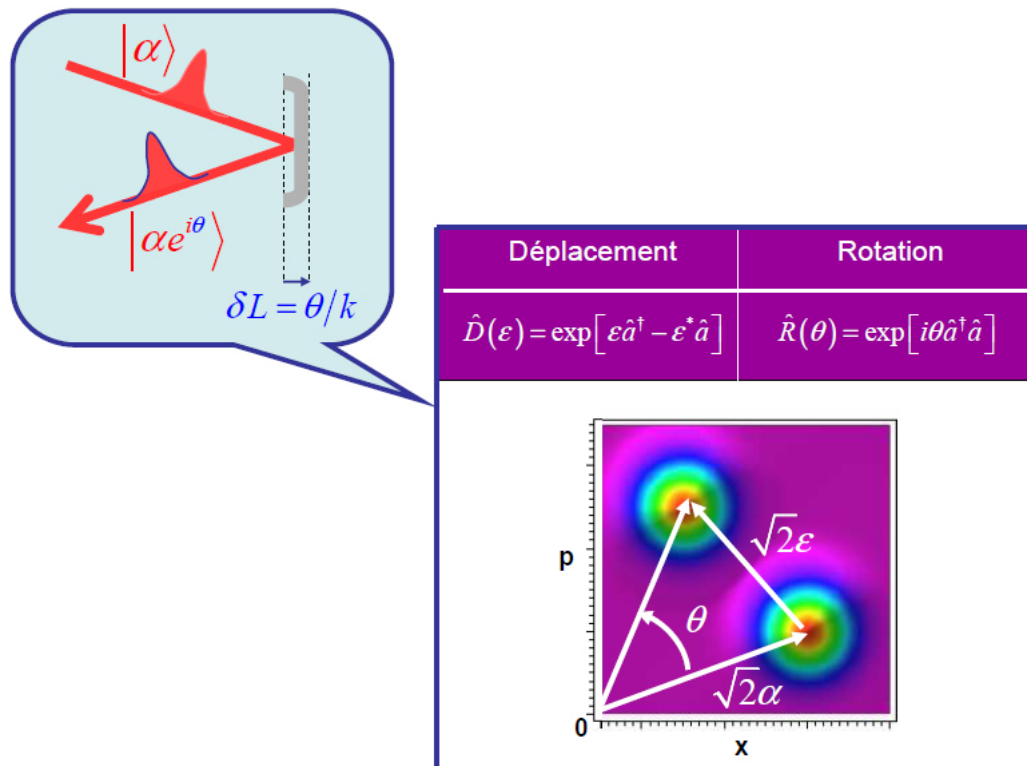 |α⟩
|αe^{iθ}⟩
δL = θ/k
Déplacement Rotation
D̂(ε) = exp[εâ† − ε*â] R̂(θ) = exp[iθâ†â]
√2ε
p
θ
√2α
0
x